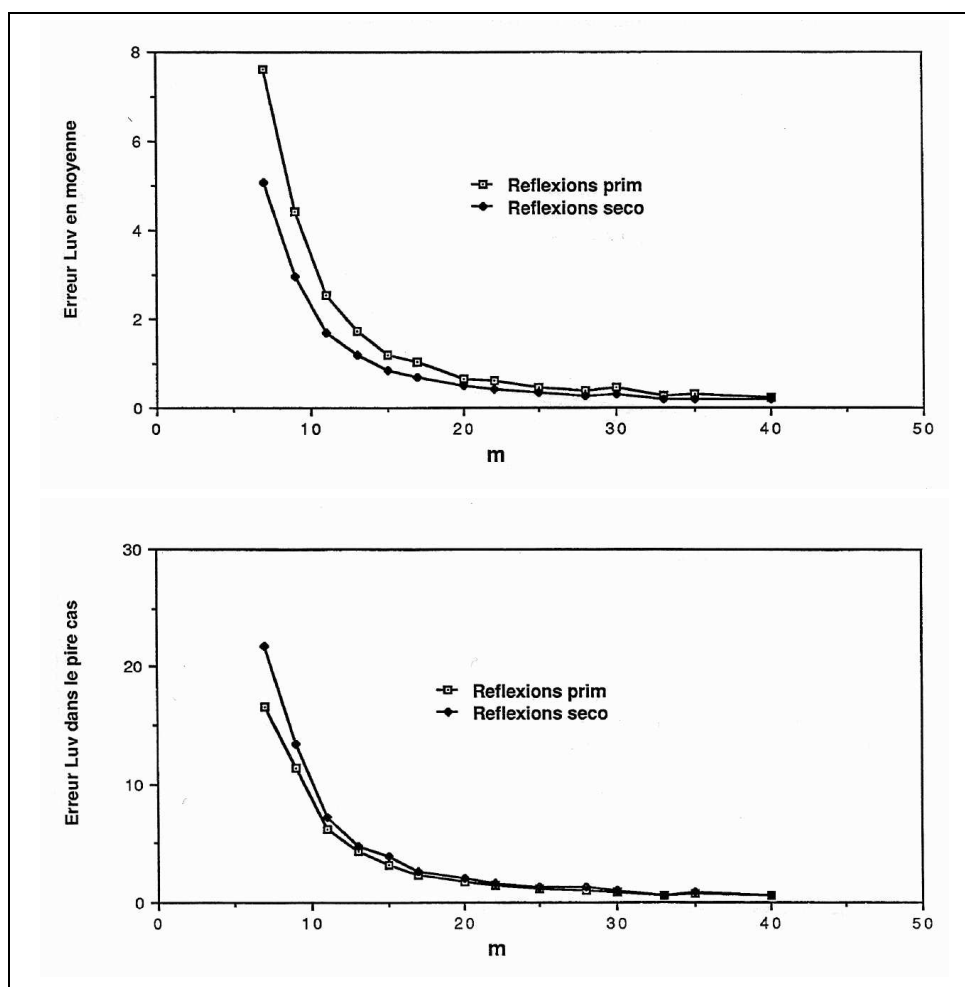 Erreur Luv en moyenne
8
6
4
2
0
Reflexions prim
Reflexions seco
0 10 20 30 40 50
m
Erreur Luv dans le pire cas
30
20
10
0
Reflexions prim
Reflexions seco
0 10 20 30 40 50
m